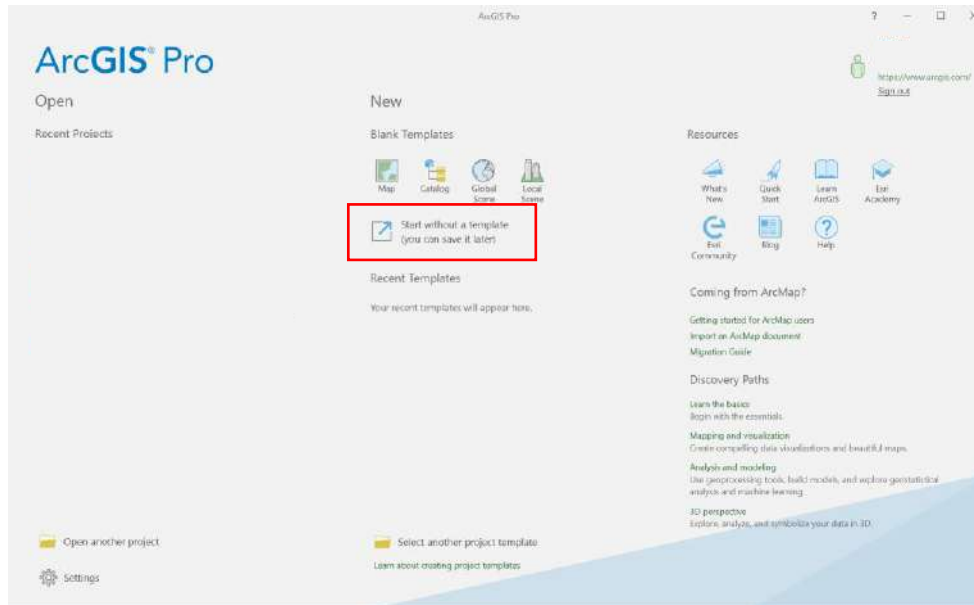 ArcGIS Pro
?
ArcGIS® Pro
https://www.arcgis.com/
Sign out
Open
Recent Projects
New
Blank Templates
Map
Catalog
Global Scene
Local Scene
Start without a template
(you can save it later)
Recent Templates
Your recent templates will appear here.
Resources
What's New
Quick Start
Learn ArcGIS
Esri Academy
Esri Community
Blog
Help
Coming from ArcMap?
Getting started for ArcMap users
Import an ArcMap document
Migration Guide
Discovery Paths
Learn the basics
Begin with the essentials.
Mapping and visualization
Create compelling data visualizations and beautiful maps.
Analysis and modeling
Use geoprocessing tools, build models, and explore geostatistical
analysis and machine learning.
3D perspective
Explore, analyze, and symbolize your data in 3D.
Open another project
Settings
Select another project template
Learn about creating project templates